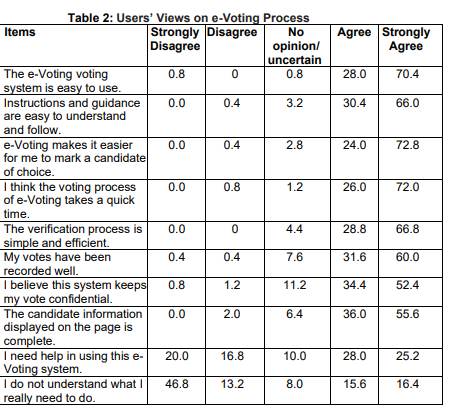 Table 2: Users' Views on e-Voting Process
Items Strongly Disagree No Agree Strongly
Disagree opinion/ Agree
uncertain
The e-Voting voting 0.8 0 0.8 28.0 70.4
system is easy to use.
Instructions and guidance 0.0 0.4 3.2 30.4 66.0
are easy to understand
and follow.
e-Voting makes it easier 0.0 0.4 2.8 24.0 72.8
for me to mark a candidate
of choice.
I think the voting process 0.0 0.8 1.2 26.0 72.0
of e-Voting takes a quick
time.
The verification process is 0.0 0 4.4 28.8 66.8
simple and efficient.
My votes have been 0.4 0.4 7.6 31.6 60.0
recorded well.
I believe this system keeps 0.8 1.2 11.2 34.4 52.4
my vote confidential.
The candidate information 0.0 2.0 6.4 36.0 55.6
displayed on the page is
complete.
I need help in using this e- 20.0 16.8 10.0 28.0 25.2
Voting system.
I do not understand what I 46.8 13.2 8.0 15.6 16.4
really need to do.